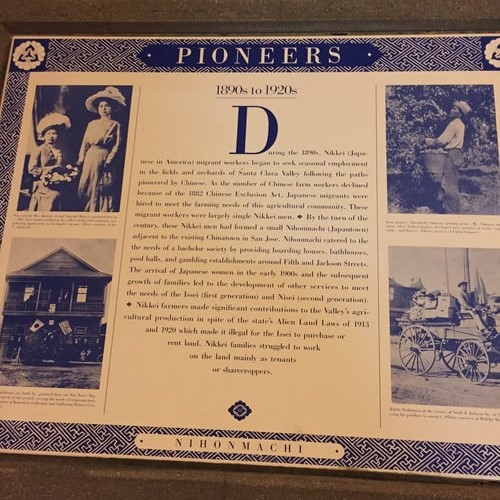 PIONEERS
1890s to 1920s
During the 1890s, Nikkei (Japa-
nese in America) migrant workers began to seek seasonal employment
in the fields and orchards of Santa Clara Valley following the paths
pioneered by Chinese. As the number of Chinese farm workers declined
because of the 1882 Chinese Exclusion Act, Japanese migrants were
hired to meet the farming needs of this agricultural community. These
migrant workers were largely single Nikkei men. ◆ By the turn of the
century, these Nikkei men had formed a small Nihonmachi (Japantown)
adjacent to the existing Chinatown in San Jose. Nihonmachi catered to the
needs of a bachelor society by providing boarding houses, bathhouses,
pool halls, and gambling establishments around Fifth and Jackson Streets.
The arrival of Japanese women in the early 1900s and the subsequent
growth of families led to the development of other services to meet
the needs of the Issei (first generation) and Nisei (second generation).
◆ Nikkei farmers made significant contributions to the Valley's agri-
cultural production in spite of the state's Alien Land Laws of 1913
and 1920 which made it illegal for the Issei to purchase or
rent land. Nikkei families struggled to work
on the land mainly as tenants
or sharecroppers.
NIHONMACHI